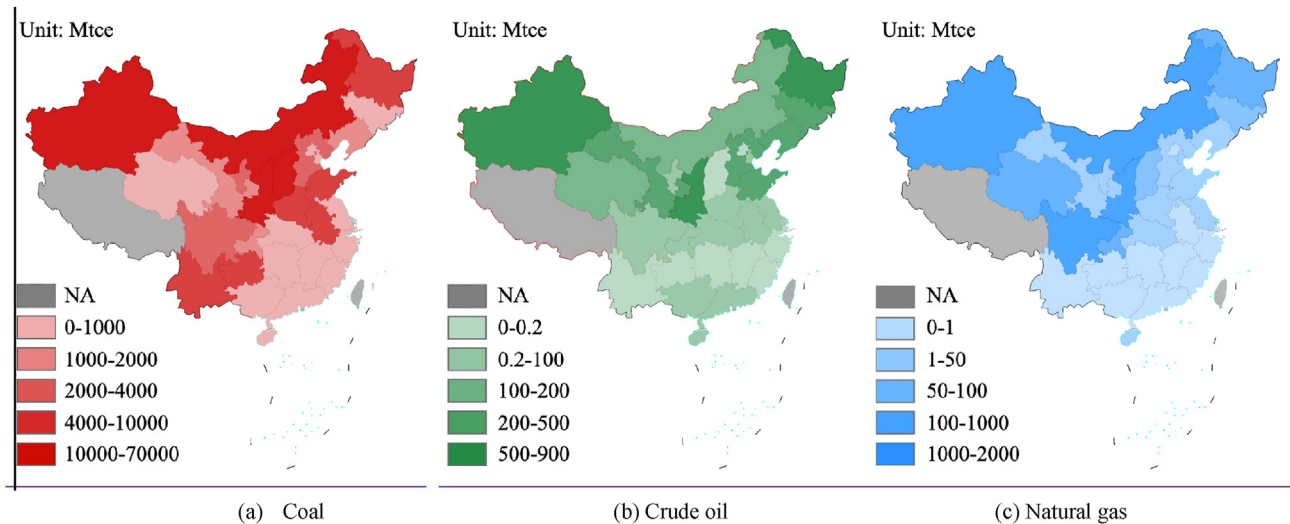 Unit: Mtce
NA
0-1000
1000-2000
2000-4000
4000-10000
10000-70000
(a) Coal
Unit: Mtce
NA
0-0.2
0.2-100
100-200
200-500
500-900
(b) Crude oil
Unit: Mtce
NA
0-1
1-50
50-100
100-1000
1000-2000
(c) Natural gas